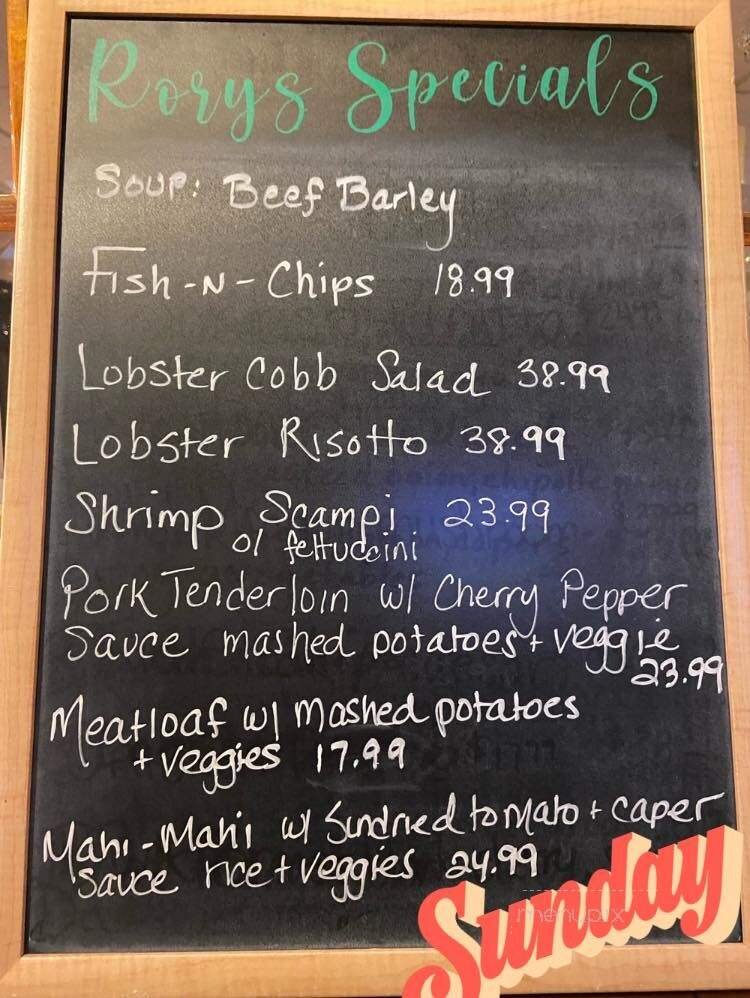 Rorys Specials
Soup: Beef Barley
Fish-N-Chips 18.99
Lobster Cobb Salad 38.99
Lobster Risotto 38.99
Shrimp Scampi 23.99
o/ fettuccini
Pork Tenderloin w/ Cherry Pepper
Sauce mashed potatoes + veggie
23.99
Meatloaf w/ mashed potatoes
+ veggies 17.99
Mahi-Mahi w/ Sundried tomato + caper
Sauce rice + veggies 24.99
Sunday
menupix